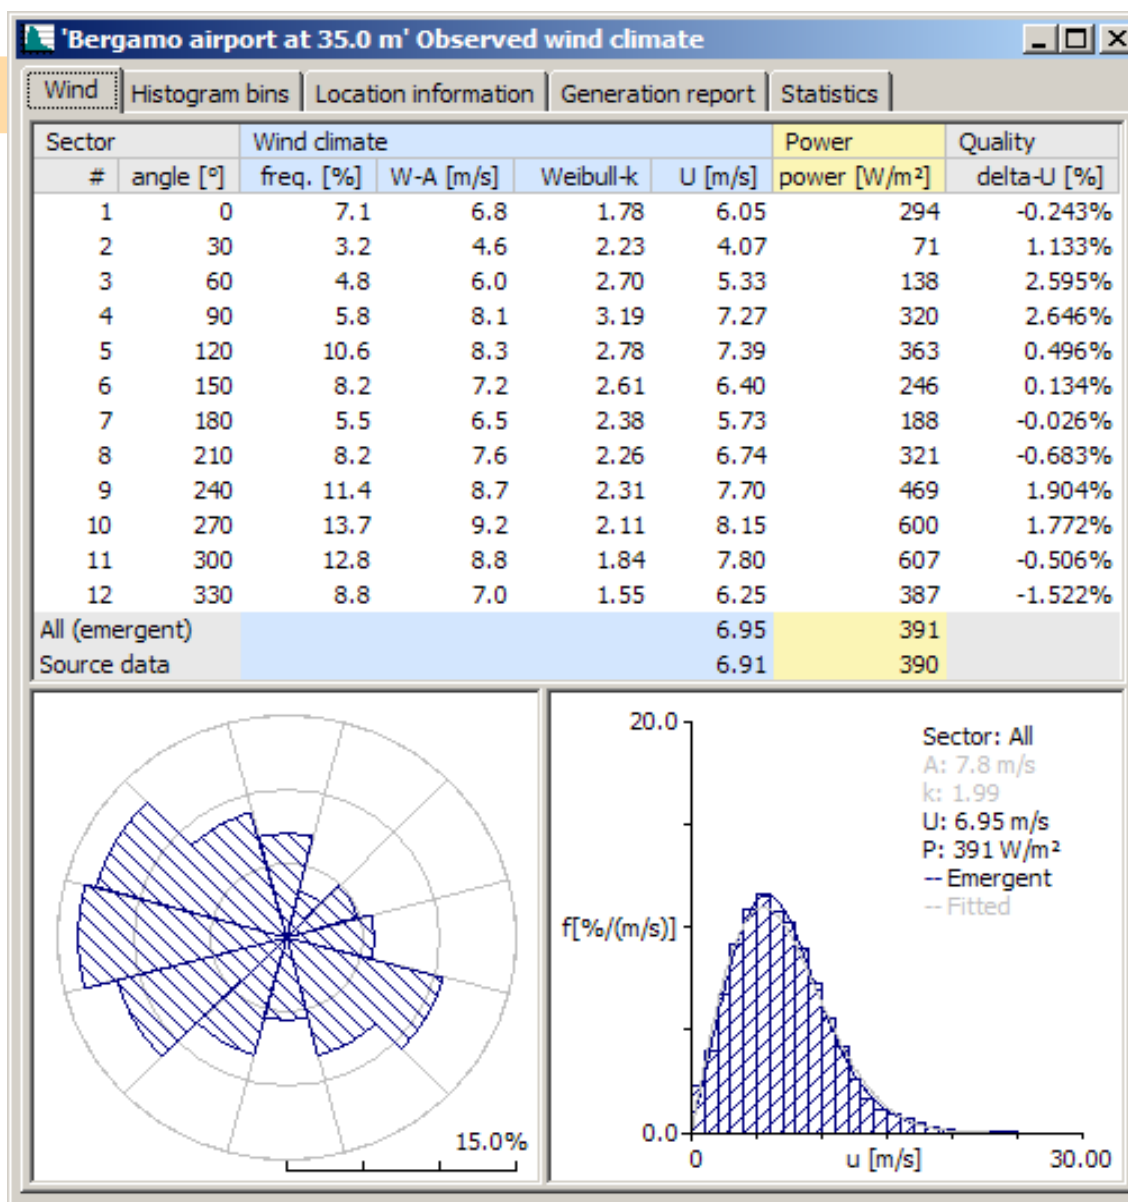 'Bergamo airport at 35.0 m' Observed wind climate
Wind Histogram bins Location information Generation report Statistics
Sector Wind climate Power Quality
# angle [°] freq. [%] W-A [m/s] Weibull-k U [m/s] power [W/m²] delta-U [%]
1 0 7.1 6.8 1.78 6.05 294 -0.243%
2 30 3.2 4.6 2.23 4.07 71 1.133%
3 60 4.8 6.0 2.70 5.33 138 2.595%
4 90 5.8 8.1 3.19 7.27 320 2.646%
5 120 10.6 8.3 2.78 7.39 363 0.496%
6 150 8.2 7.2 2.61 6.40 246 0.134%
7 180 5.5 6.5 2.38 5.73 188 -0.026%
8 210 8.2 7.6 2.26 6.74 321 -0.683%
9 240 11.4 8.7 2.31 7.70 469 1.904%
10 270 13.7 9.2 2.11 8.15 600 1.772%
11 300 12.8 8.8 1.84 7.80 607 -0.506%
12 330 8.8 7.0 1.55 6.25 387 -1.522%
All (emergent) 6.95 391
Source data 6.91 390
15.0%
20.0
Sector: All
A: 7.8 m/s
k: 1.99
U: 6.95 m/s
P: 391 W/m²
-- Emergent
-- Fitted
f[%/(m/s)]
0.0
0 u [m/s] 30.00